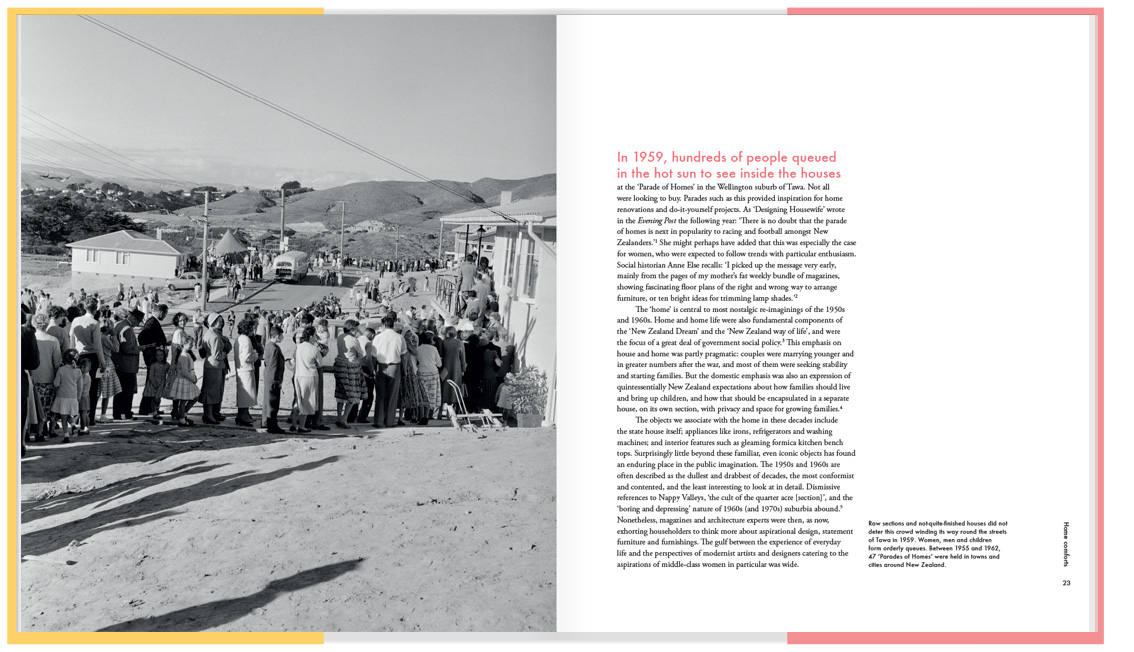 In 1959, hundreds of people queued
in the hot sun to see inside the houses
at the ‘Parade of Homes’ in the Wellington suburb of Tawa. Not all
were looking to buy. Parades such as this provided inspiration for home
renovations and do-it-yourself projects. As ‘Designing Housewife’ wrote
in the Evening Post the following year: ‘There is no doubt that the parade
of homes is next in popularity to racing and football amongst New
Zealanders.’¹ She might perhaps have added that this was especially the case
for women, who were expected to follow trends with particular enthusiasm.
Social historian Anne Else recalls: ‘I picked up the message very early,
mainly from the pages of my mother’s fat weekly bundle of magazines,
showing fascinating floor plans of the right and wrong way to arrange
furniture, or ten bright ideas for trimming lamp shades.’²
The ‘home’ is central to most nostalgic re-imaginings of the 1950s
and 1960s. Home and home life were also fundamental components of
the ‘New Zealand Dream’ and the ‘New Zealand way of life’, and were
the focus of a great deal of government social policy.³ This emphasis on
house and home was partly pragmatic: couples were marrying younger and
in greater numbers after the war, and most of them were seeking stability
and starting families. But the domestic emphasis was also an expression of
quintessentially New Zealand expectations about how families should live
and bring up children, and how that should be encapsulated in a separate
house, on its own section, with privacy and space for growing families.⁴
The objects we associate with the home in these decades include
the state house itself; appliances like irons, refrigerators and washing
machines; and interior features such as gleaming formica kitchen bench
tops. Surprisingly little beyond these familiar, even iconic objects has found
an enduring place in the public imagination. The 1950s and 1960s are
often described as the dullest and drabbest of decades, the most conformist
and contented, and the least interesting to look at in detail. Dismissive
references to Nappy Valleys, ‘the cult of the quarter acre [section]’, and the
‘boring and depressing’ nature of 1960s (and 1970s) suburbia abound.⁵
Nonetheless, magazines and architecture experts were then, as now,
exhorting householders to think more about aspirational design, statement
furniture and furnishings. The gulf between the experience of everyday
life and the perspectives of modernist artists and designers catering to the
aspirations of middle-class women in particular was wide.
Raw sections and not-quite-finished houses did not
deter this crowd winding its way round the streets
of Tawa in 1959. Women, men and children
form orderly queues. Between 1955 and 1962,
47 ‘Parades of Homes’ were held in towns and
cities around New Zealand.
Home comforts
23